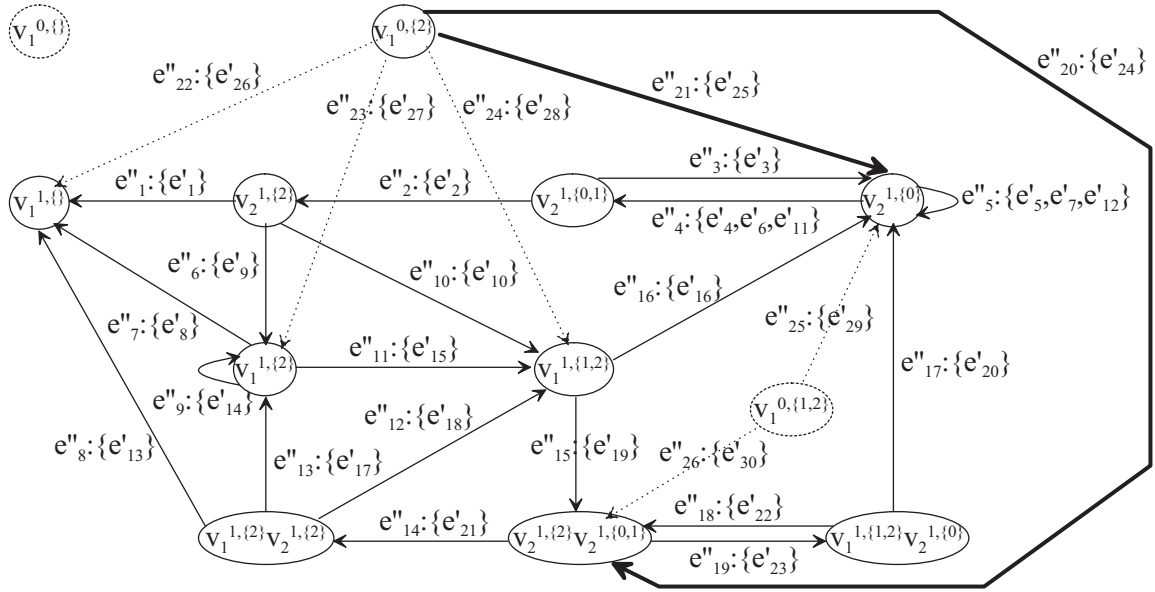 v₁^{0,{}}
v₁^{0,{2}}
e"₂₀:{e'₂₄}
e"₂₂:{e'₂₆}
e"₂₃:{e'₂₇}
e"₂₄:{e'₂₈}
e"₂₁:{e'₂₅}
e"₁:{e'₁}
e"₂:{e'₂}
e"₃:{e'₃}
v₁^{1,{}}
v₂^{1,{2}}
v₂^{1,{0,1}}
v₂^{1,{0}}
e"₅:{e'₅,e'₇,e'₁₂}
e"₄:{e'₄,e'₆,e'₁₁}
e"₆:{e'₉}
e"₁₀:{e'₁₀}
e"₁₆:{e'₁₆}
e"₇:{e'₈}
e"₂₅:{e'₂₉}
e"₁₁:{e'₁₅}
v₁^{1,{2}}
v₁^{1,{1,2}}
e"₁₇:{e'₂₀}
e"₉:{e'₁₄}
e"₁₂:{e'₁₈}
v₁^{0,{1,2}}
e"₈:{e'₁₃}
e"₁₃:{e'₁₇}
e"₁₅:{e'₁₉}
e"₂₆:{e'₃₀}
e"₁₄:{e'₂₁}
e"₁₈:{e'₂₂}
v₁^{1,{2}}v₂^{1,{2}}
v₂^{1,{2}}v₂^{1,{0,1}}
v₁^{1,{1,2}}v₂^{1,{0}}
e"₁₉:{e'₂₃}